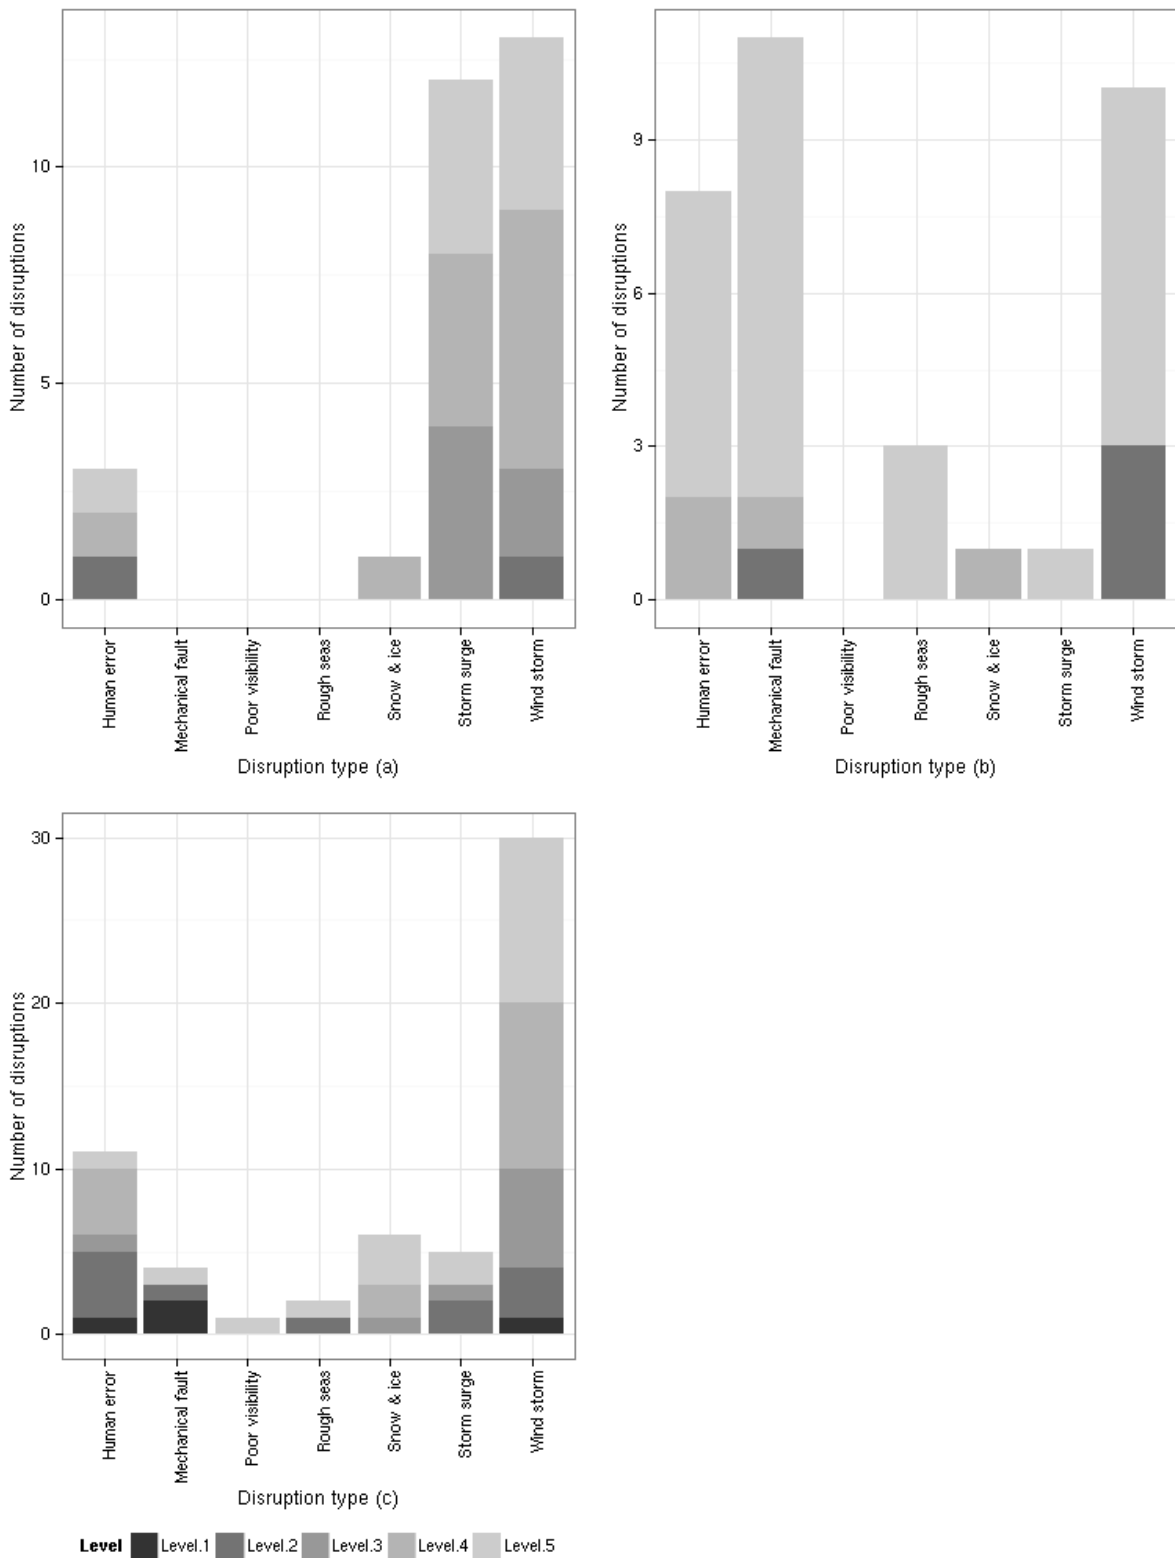 Number of disruptions
10
5
0
Human error
Mechanical fault
Poor visibility
Rough seas
Snow & ice
Storm surge
Wind storm
Disruption type (a)
Number of disruptions
9
6
3
0
Human error
Mechanical fault
Poor visibility
Rough seas
Snow & ice
Storm surge
Wind storm
Disruption type (b)
Number of disruptions
30
20
10
0
Human error
Mechanical fault
Poor visibility
Rough seas
Snow & ice
Storm surge
Wind storm
Disruption type (c)
Level Level.1 Level.2 Level.3 Level.4 Level.5